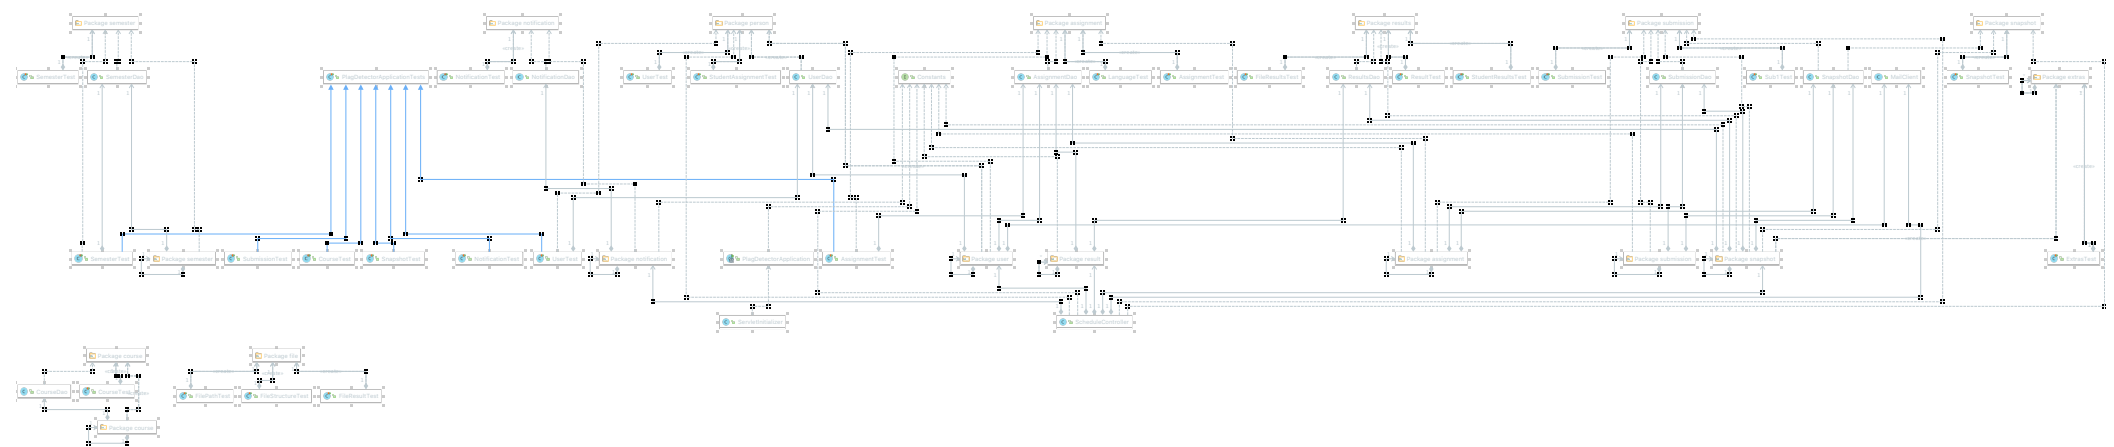 Package semester
Package notification
Package person
Package assignment
Package results
Package submission
Package snapshot
SemesterTest
SemesterDao
PlagDetectorApplicationTests
NotificationTest
NotificationDao
UserTest
StudentAssignmentTest
UserDao
Constants
AssignmentDao
LanguageTest
AssignmentTest
FileResultsTest
ResultsDao
ResultTest
StudentResultsTest
SubmissionTest
SubmissionDao
SubTTest
SnapshotDao
MailClient
SnapshotTest
Package extras
SemesterTest
Package semester
SubmissionTest
CourseTest
SnapshotTest
NotificationTest
UserTest
Package notification
PlagDetectorApplication
AssignmentTest
Package user
Package result
Package assignment
Package submission
Package snapshot
ExtrasTest
ServletInitializer
ScheduleController
Package course
Package file
CourseDao
CourseTest
FilePathTest
FileStructureTest
FileResultTest
Package course